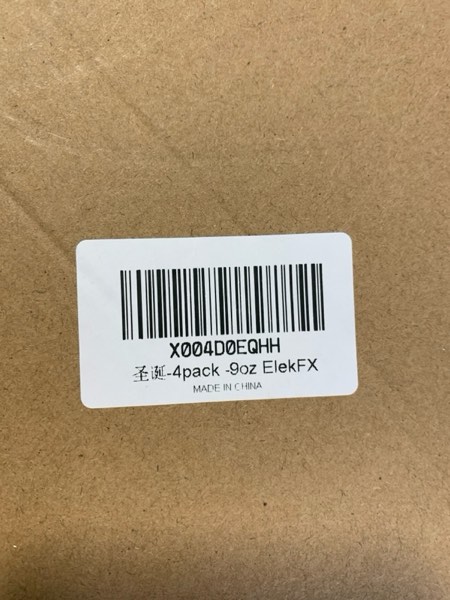 X004D0EQHH
圣诞-4pack -9oz ElekFX
MADE IN CHINA